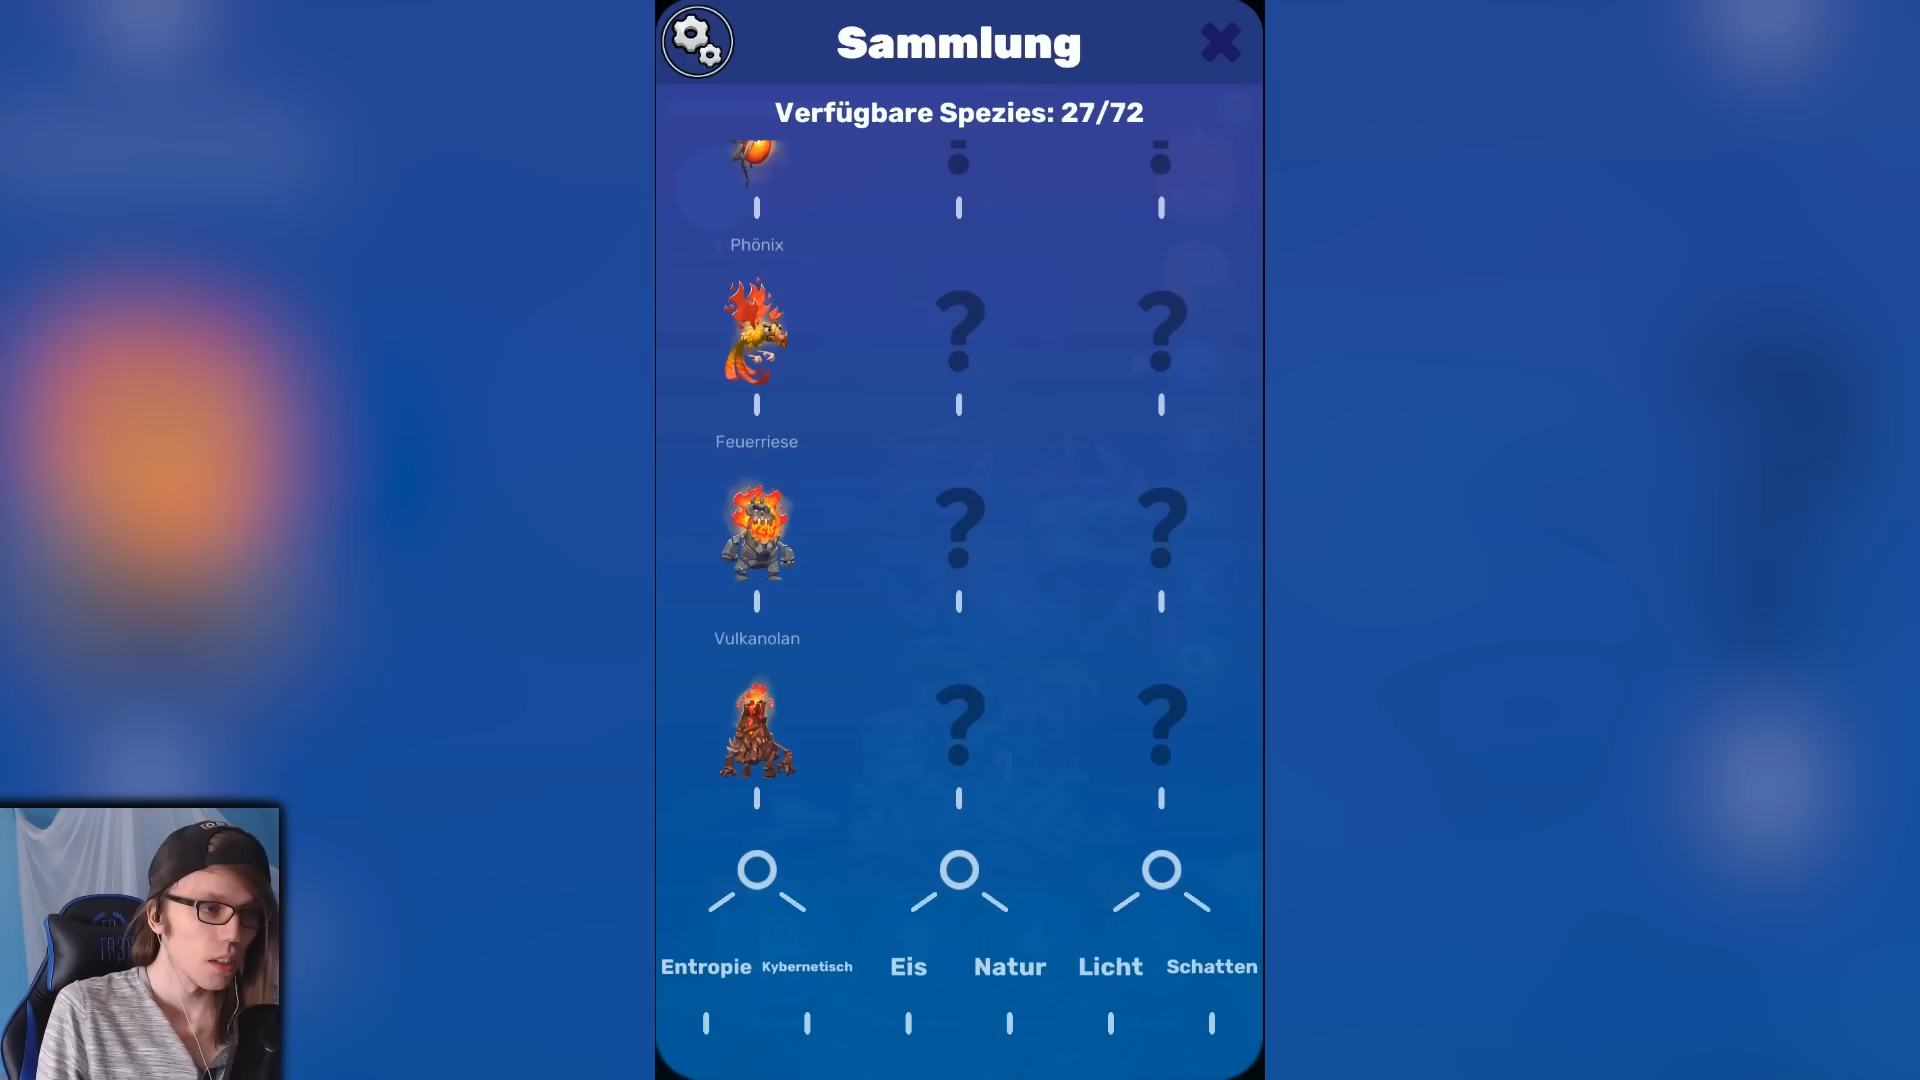 Sammlung
Verfügbare Spezies: 27/72
Phönix
Feuerriese
Vulkanolan
Entropie Kybernetisch Eis Natur Licht Schatten